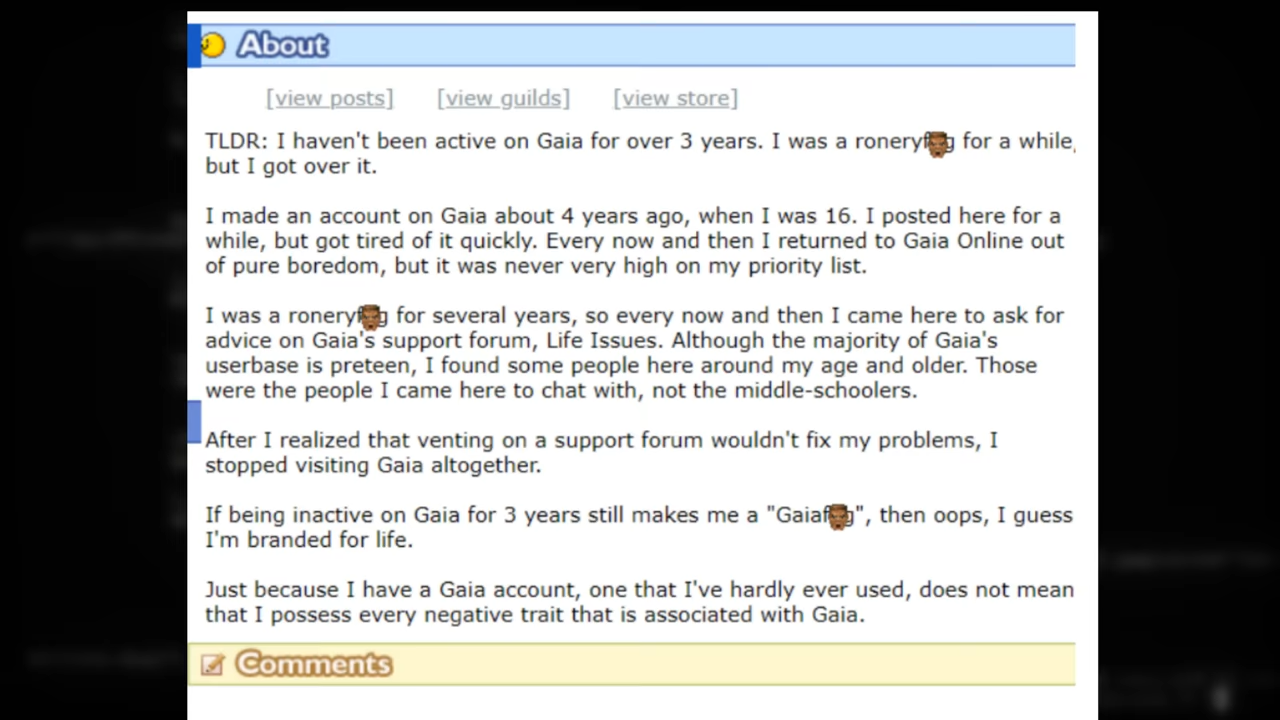 About
[view posts] [view guilds] [view store]
TLDR: I haven't been active on Gaia for over 3 years. I was a for a while,
but I got over it.
I made an account on Gaia about 4 years ago, when I was 16. I posted here for a
while, but got tired of it quickly. Every now and then I returned to Gaia Online out
of pure boredom, but it was never very high on my priority list.
I was a for several years, so every now and then I came here to ask for
advice on Gaia's support forum, Life Issues. Although the majority of Gaia's
userbase is preteen, I found some people here around my age and older. Those
were the people I came here to chat with, not the middle-schoolers.
After I realized that venting on a support forum wouldn't fix my problems, I
stopped visiting Gaia altogether.
If being inactive on Gaia for 3 years still makes me a then oops, I guess
I'm branded for life.
Just because I have a Gaia account, one that I've hardly ever used, does not mean
that I possess every negative trait that is associated with Gaia.
Comments